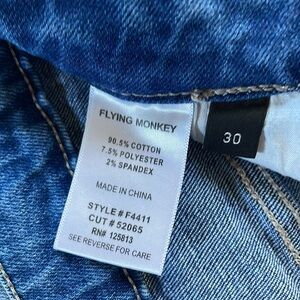 FLYING MONKEY
90.5% COTTON
7.5% POLYESTER
2% SPANDEX
MADE IN CHINA
STYLE # F4411
CUT # 52065
RN# 125813
SEE REVERSE FOR CARE
30